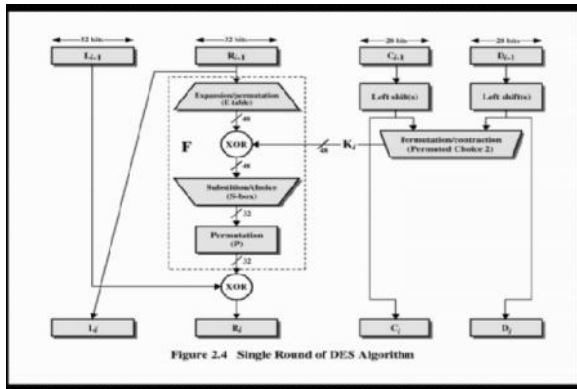 32 bits
32 bits
28 bits
28 bits
Li-1
Ri-1
Ci-1
Di-1
Expansion/permutation
(E table)
Left shift(s)
Left shift(s)
48
F
XOR
48
Ki
Permutation/contraction
(Permuted Choice 2)
48
Substitution/choice
(S-box)
32
Permutation
(P)
32
XOR
Li
Ri
Ci
Di
Figure 2.4 Single Round of DES Algorithm